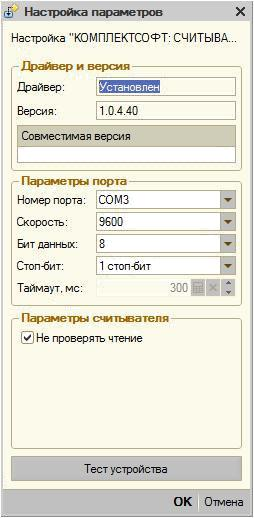 Настройка параметров
Настройка "КОМПЛЕКТСОФТ: СЧИТЫВА...
Драйвер и версия
Драйвер: Установлен
Версия: 1.0.4.40
Совместимая версия
Параметры порта
Номер порта: COM3
Скорость: 9600
Бит данных: 8
Стоп-бит: 1 стоп-бит
Таймаут, мс: 300
Параметры считывателя
Не проверять чтение
Тест устройства
OK Отмена